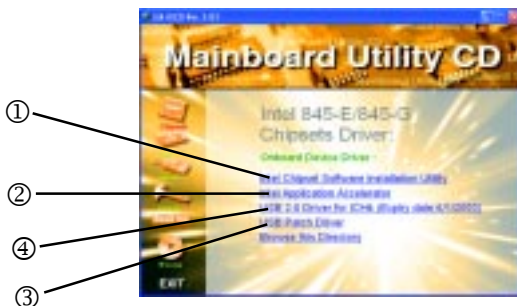 Mainboard Utility CD
Intel 845-E/845-G
Chipsets Driver:
Onboard Device Driver :
① Intel Chipset Software Installation Utility
② Intel Application Accelerator
④ USB 2.0 Driver for ICH4
③ USB Patch Driver
Browse this Directory
EXIT